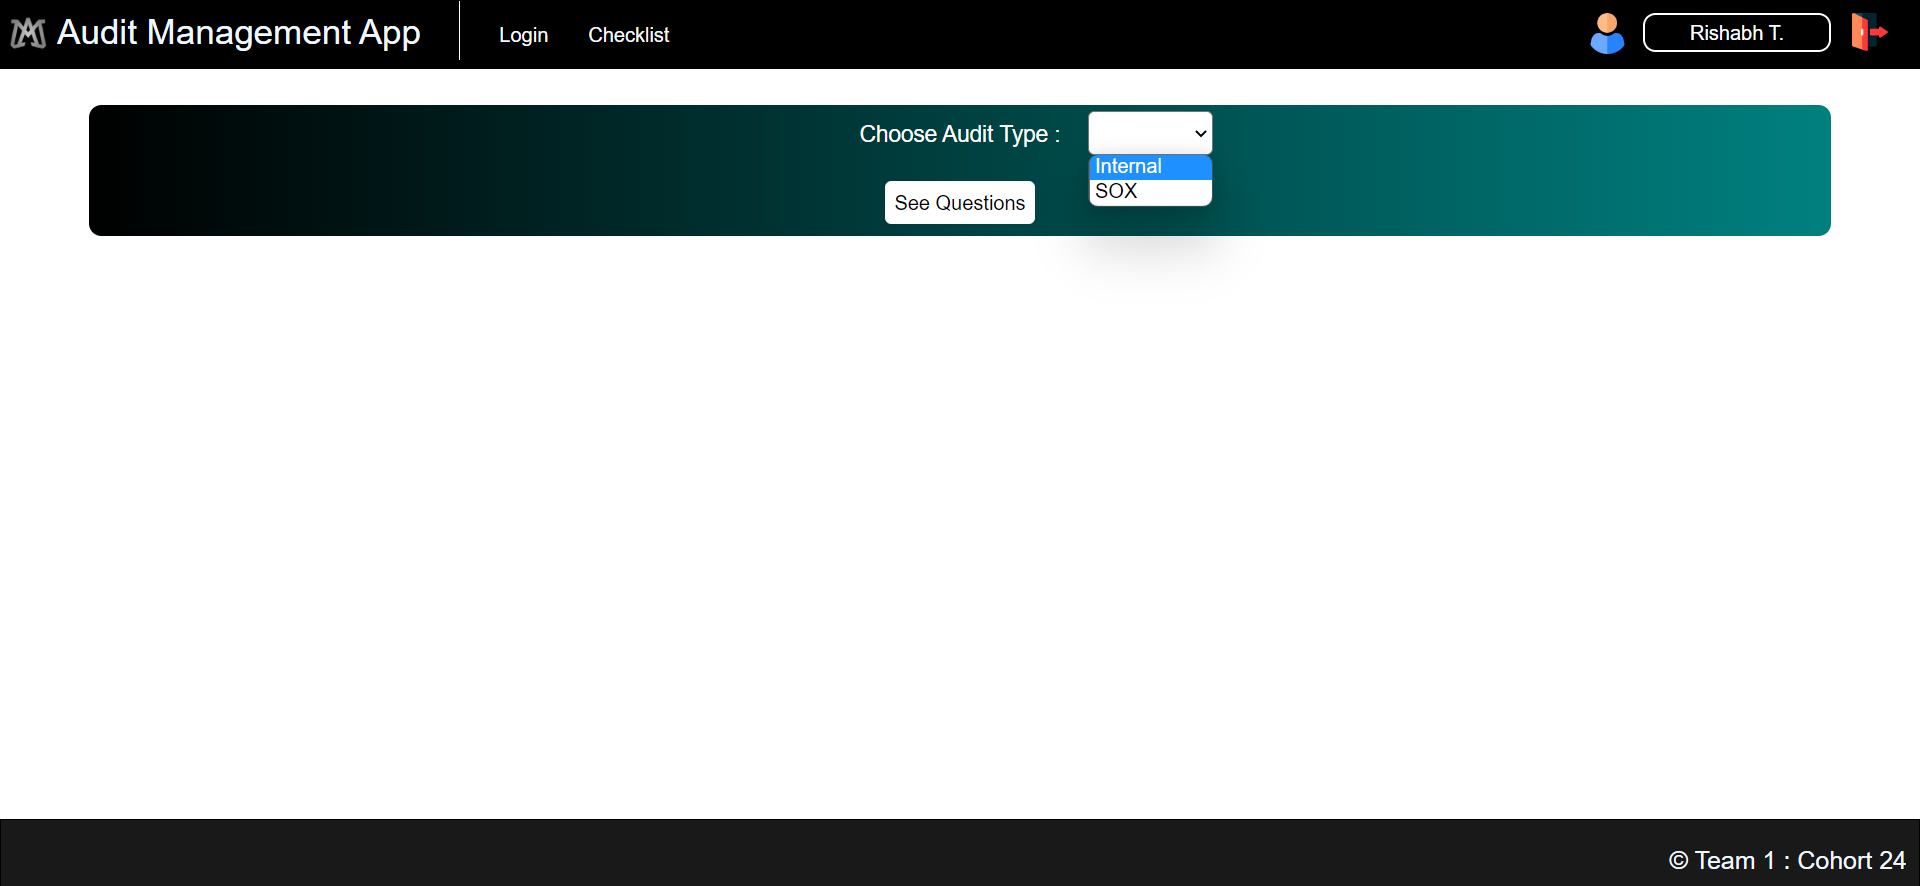 Audit Management App
Login
Checklist
Rishabh T.
Choose Audit Type :
Internal
SOX
See Questions
© Team 1 : Cohort 24